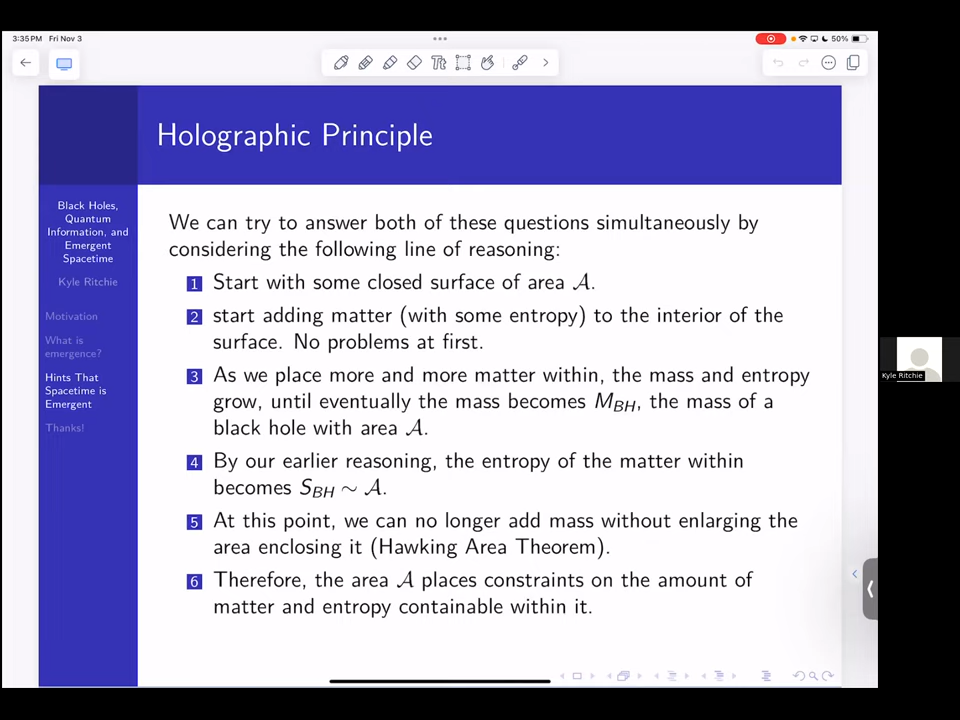 3:35 PM Fri Nov 3
50%
Holographic Principle
Black Holes,
Quantum
Information, and
Emergent
Spacetime
Kyle Ritchie
Motivation
What is
emergence?
Hints That
Spacetime is
Emergent
Thanks!
We can try to answer both of these questions simultaneously by
considering the following line of reasoning:
1 Start with some closed surface of area 𝒜.
2 start adding matter (with some entropy) to the interior of the
surface. No problems at first.
3 As we place more and more matter within, the mass and entropy
grow, until eventually the mass becomes M_BH, the mass of a
black hole with area 𝒜.
4 By our earlier reasoning, the entropy of the matter within
becomes S_BH ∼ 𝒜.
5 At this point, we can no longer add mass without enlarging the
area enclosing it (Hawking Area Theorem).
6 Therefore, the area 𝒜 places constraints on the amount of
matter and entropy containable within it.
Kyle Ritchie